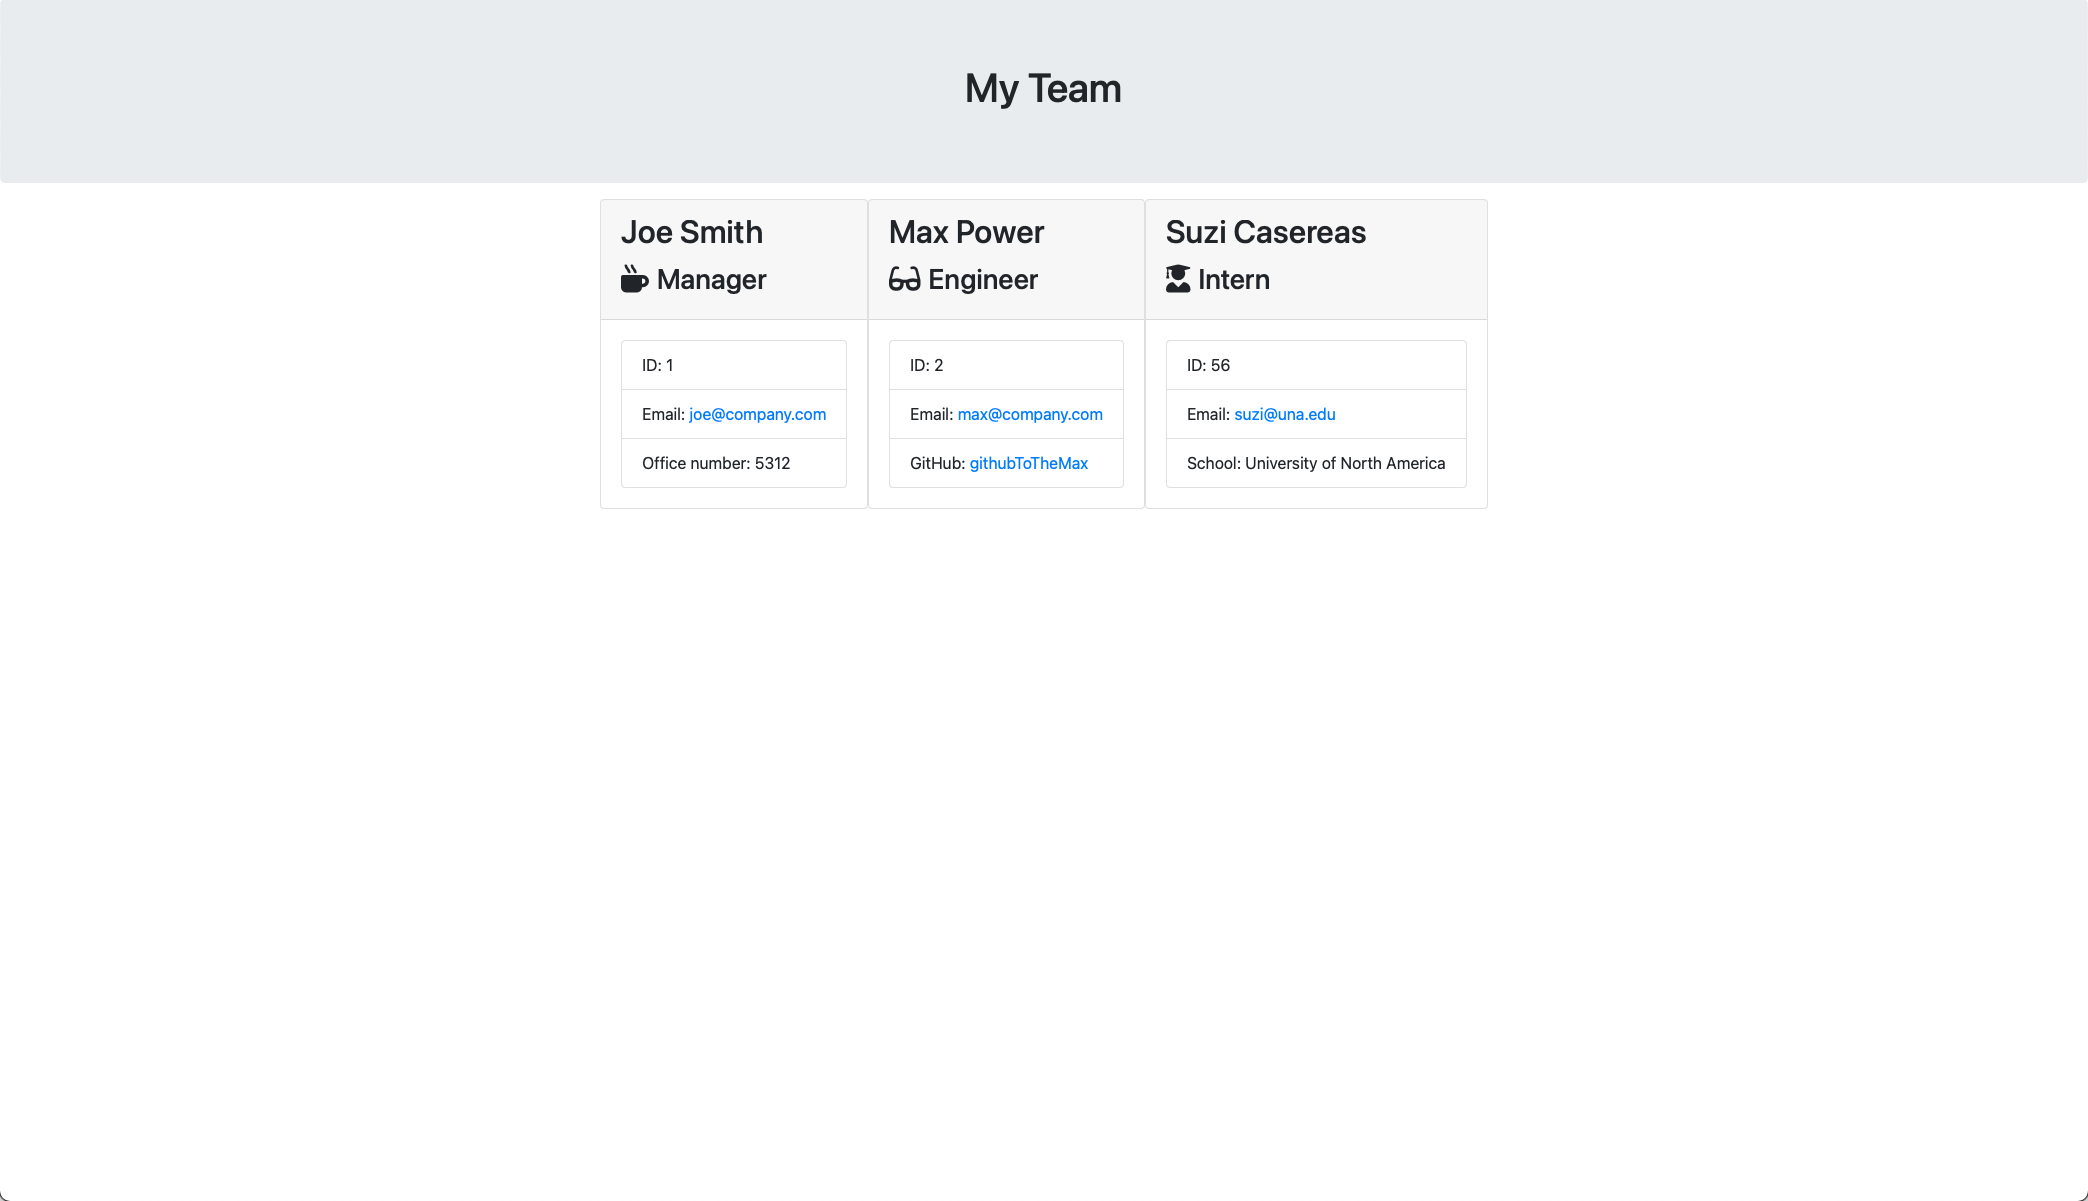 My Team
Joe Smith
Manager
ID: 1
Email: joe@company.com
Office number: 5312
Max Power
Engineer
ID: 2
Email: max@company.com
GitHub: githubToTheMax
Suzi Casereas
Intern
ID: 56
Email: suzi@una.edu
School: University of North America